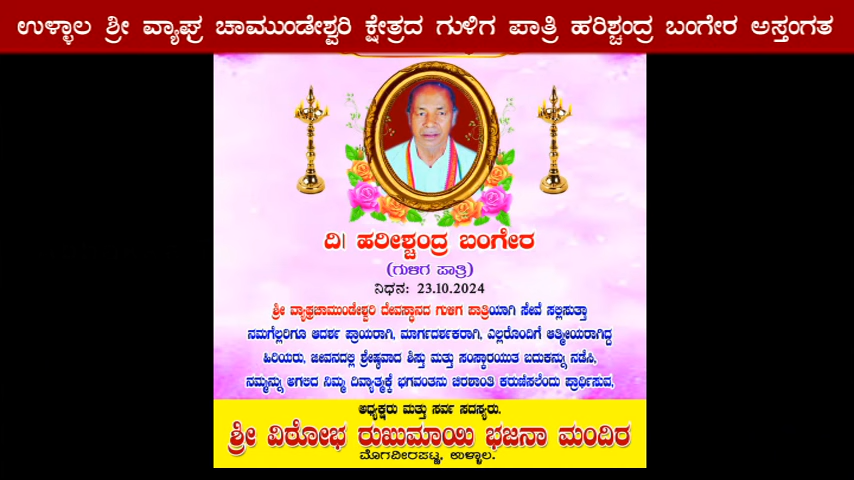 ಉಳ್ಳಾಲ ಶ್ರೀ ವ್ಯಾಘ್ರ ಚಾಮುಂಡೇಶ್ವರಿ ಕ್ಷೇತ್ರದ ಗುಳಿಗ ಪಾತ್ರಿ ಹರಿಶ್ಚಂದ್ರ ಬಂಗೇರ ಅಸ್ತಂಗತ
ದಿ| ಹರೀಶ್ಚಂದ್ರ ಬಂಗೇರ
(ಗುಳಿಗ ಪಾತ್ರಿ)
ನಿಧನ: 23.10.2024
ಶ್ರೀ ವ್ಯಾಘ್ರಚಾಮುಂಡೇಶ್ವರಿ ದೇವಸ್ಥಾನದ ಗುಳಿಗ ಪಾತ್ರಿಯಾಗಿ ಸೇವೆ ಸಲ್ಲಿಸುತ್ತಾ
ನಮಗೆಲ್ಲರಿಗೂ ಆದರ್ಶ ಪ್ರಾಯರಾಗಿ, ಮಾರ್ಗದರ್ಶಕರಾಗಿ, ಎಲ್ಲರೊಂದಿಗೆ ಆತ್ಮೀಯರಾಗಿದ್ದ
ಹಿರಿಯರು, ಜೀವನದಲ್ಲಿ ಶ್ರೇಷ್ಠವಾದ ಶಿಸ್ತು ಮತ್ತು ಸಂಸ್ಕಾರಯುತ ಬದುಕನ್ನು ನಡೆಸಿ,
ನಮ್ಮನ್ನು ಅಗಲಿದ ನಿಮ್ಮ ದಿವ್ಯಾತ್ಮಕ್ಕೆ ಭಗವಂತನು ಚಿರಶಾಂತಿ ಕರುಣಿಸಲೆಂದು ಪ್ರಾರ್ಥಿಸುವ,
ಅಧ್ಯಕ್ಷರು ಮತ್ತು ಸರ್ವ ಸದಸ್ಯರು.
ಶ್ರೀ ವಿಠೋಭ ರುಖುಮಾಯಿ ಭಜನಾ ಮಂದಿರ
ಮೊಗವೀರಪಟ್ಣ, ಉಳ್ಳಾಲ.